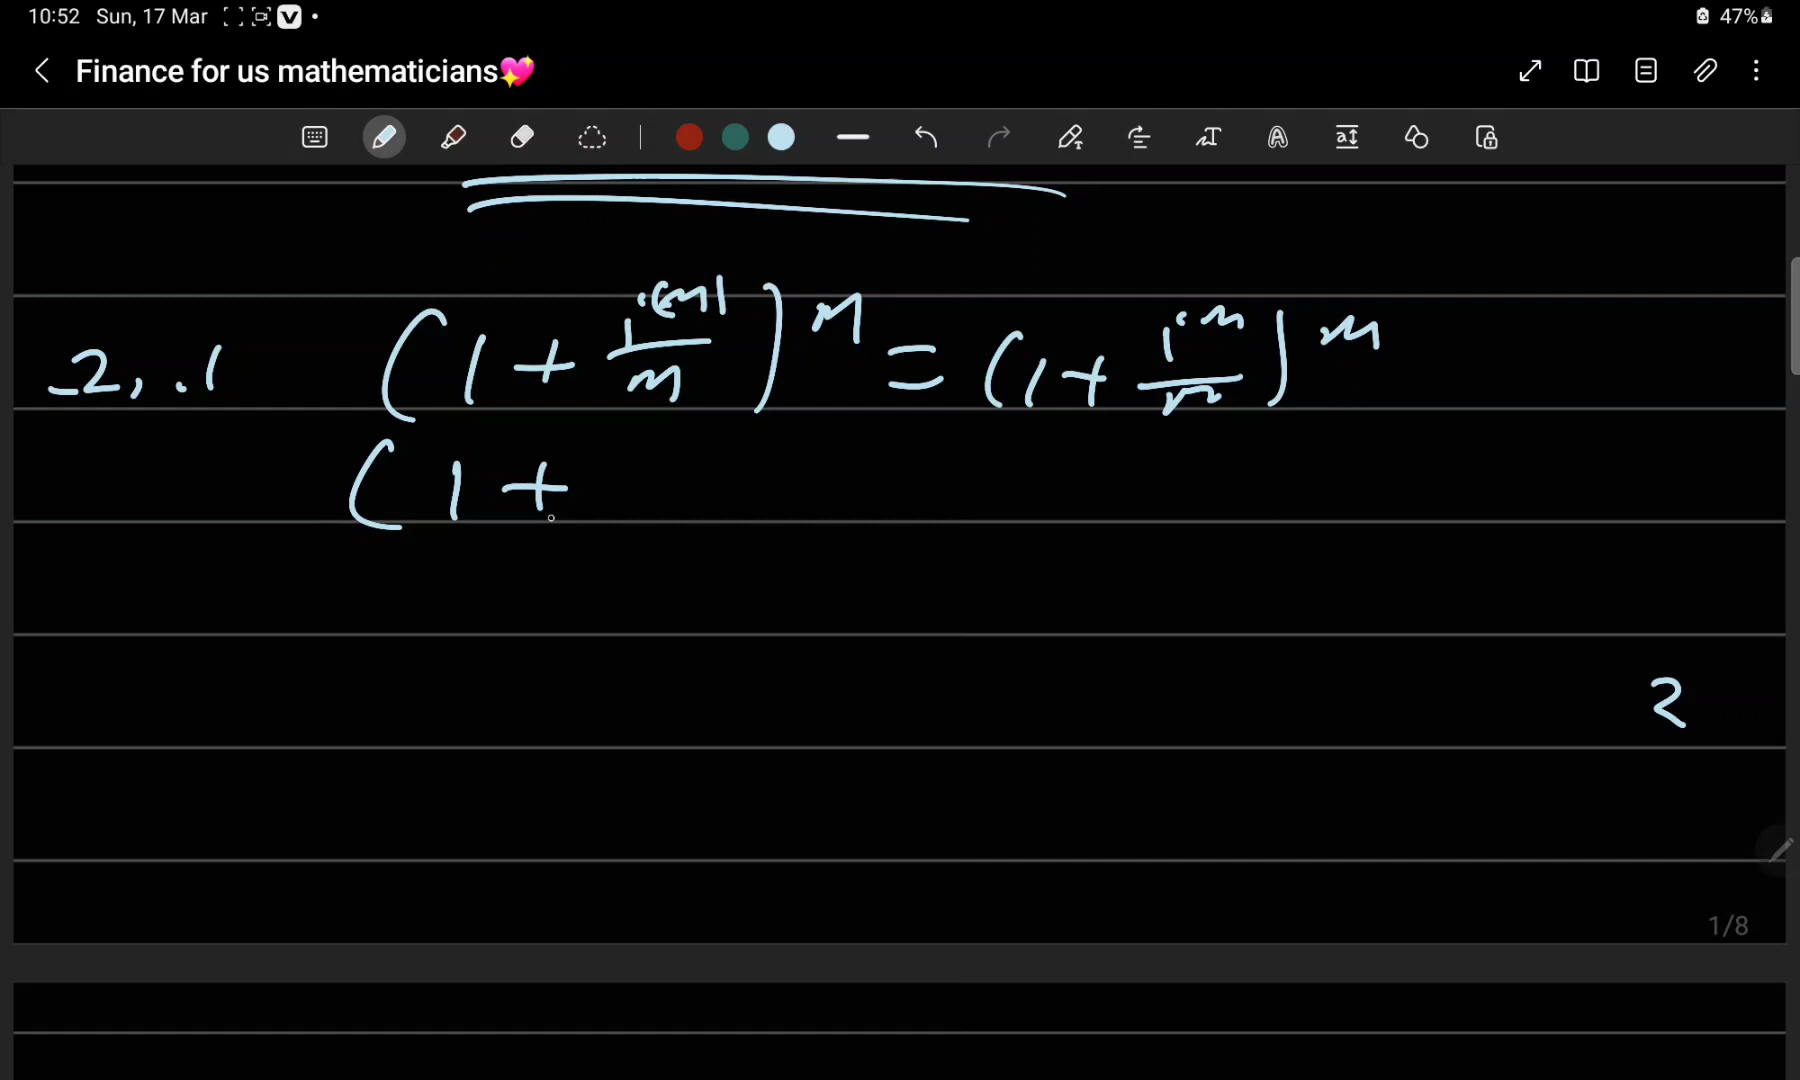 10:52 Sun, 17 Mar V • 47%
Finance for us mathematicians💖
2, .1 (1 + i^(m)/m)^m = (1 + i^m/n)^m
(1 +
2
1/8